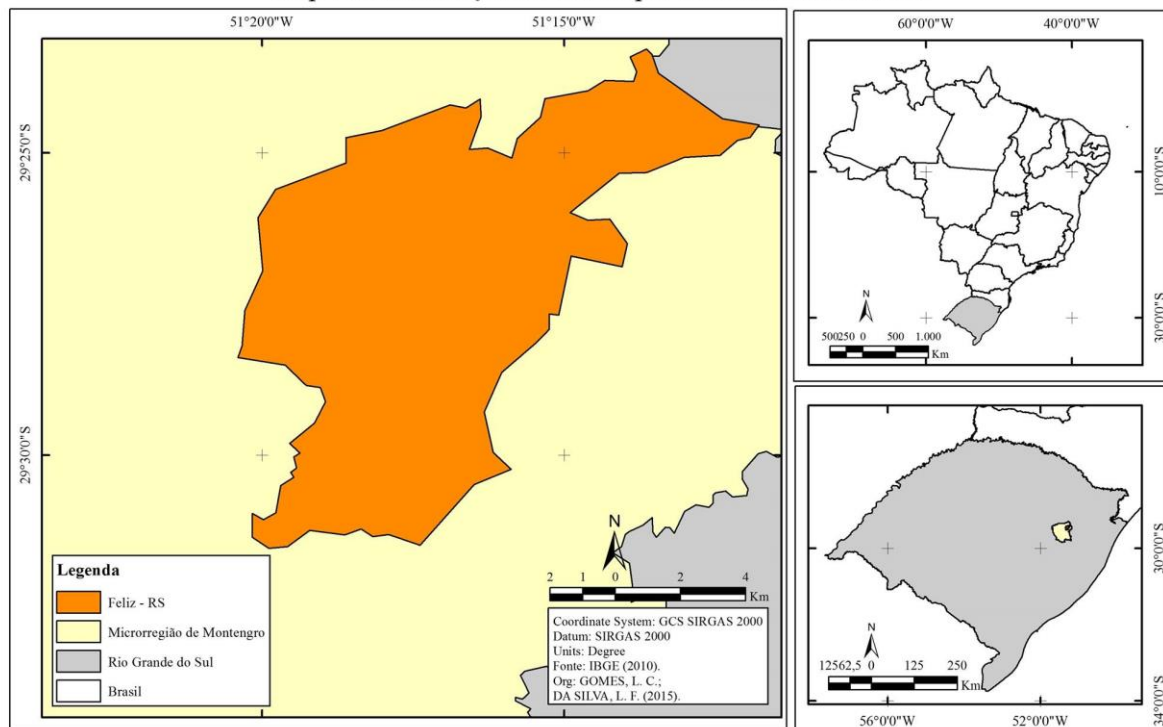 51°20'0"W
51°15'0"W
29°25'0"S
29°30'0"S
N
2 1 0 2 4
Km
Legenda
Feliz - RS
Microrregião de Montengro
Rio Grande do Sul
Brasil
Coordinate System: GCS SIRGAS 2000
Datum: SIRGAS 2000
Units: Degree
Fonte: IBGE (2010).
Org: GOMES, L. C.;
DA SILVA, L. F. (2015).
60°0'0"W
40°0'0"W
10°0'0"S
30°0'0"S
N
500250 0 500 1.000
Km
30°0'0"S
34°0'0"S
N
12562,5 0 125 250
Km
56°0'0"W
52°0'0"W